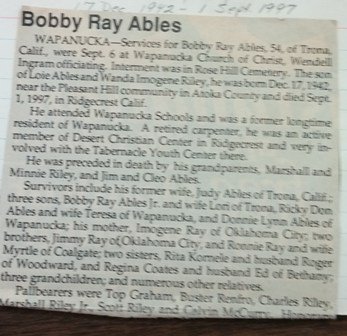 17 Dec 1942 - 1 Sept 1997
Bobby Ray Ables
WAPANUCKA—Services for Bobby Ray Ables, 54, of Trona,
Calif., were Sept. 6 at Wapanucka Church of Christ, Wendell
Ingram officiating. Interment was in Rose Hill Cemetery. The son
of Loie Ables and Wanda Imogene Riley, he was born Dec. 17, 1942,
near the Pleasant Hill community in Atoka County and died Sept.
1, 1997, in Ridgecrest Calif.
He attended Wapanucka Schools and was a former longtime
resident of Wapanucka. A retired carpenter, he was an active
member of Desert Christian Center in Ridgecrest and very in-
volved with the Tabernacle Youth Center there.
He was preceded in death by his grandparents, Marshall and
Minnie Riley, and Jim and Cleo Ables.
Survivors include his former wife, Judy Ables of Trona, Calif.;
three sons, Bobby Ray Ables Jr. and wife Lori of Trona, Ricky Don
Ables and wife Teresa of Wapanucka, and Donnie Lynn Ables of
Wapanucka; his mother, Imogene Ray of Oklahoma City; two
brothers, Jimmy Ray of Oklahoma City, and Ronnie Ray and wife
Myrtle of Coalgate; two sisters, Rita Komele and husband Roger
of Woodward, and Regina Coates and husband Ed of Bethany;
three grandchildren; and numerous other relatives.
Pallbearers were Top Graham, Buster Renfro, Charles Riley,
Marshall Riley Jr., Scott Riley and Calvin McCurry. Honorary